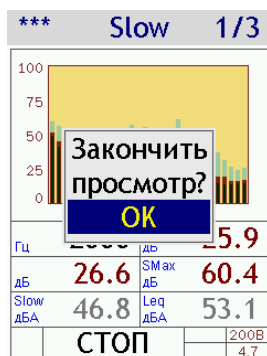 *** Slow 1/3
100
75
50
25
0
Закончить
просмотр?
OK
Гц дБ 25.9
дБ 26.6 SMax дБ 60.4
Slow дБА 46.8 Leq дБА 53.1
СТОП 200В
4.7